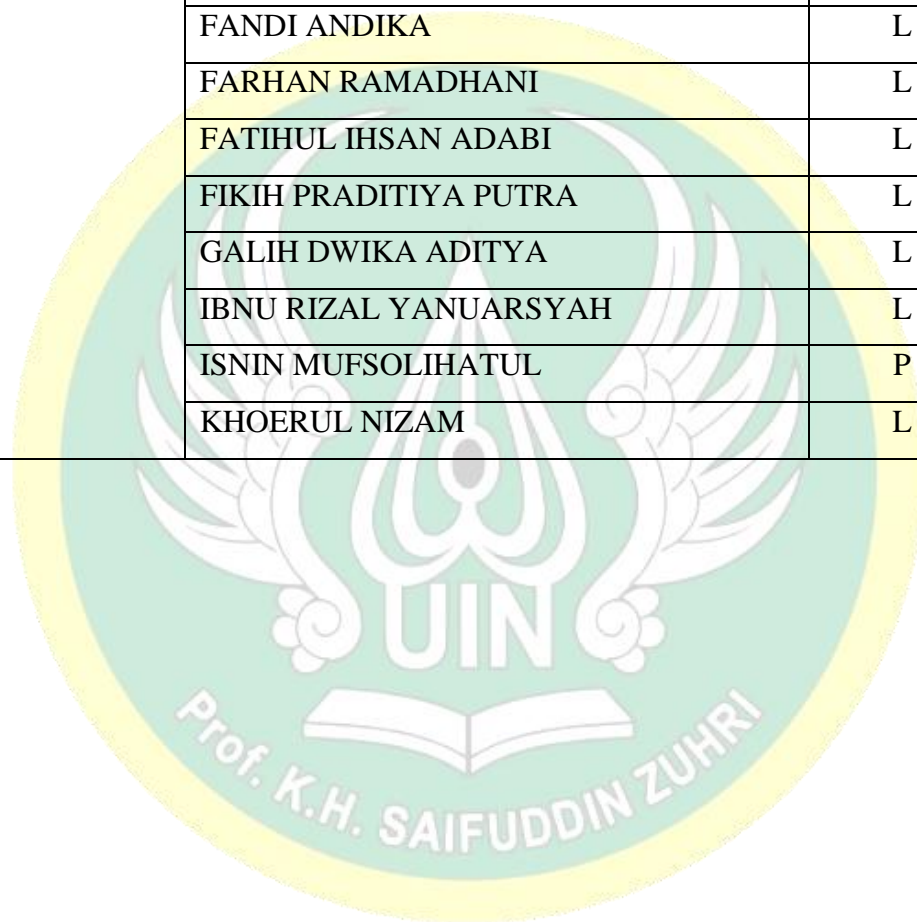 FANDI ANDIKA L
FARHAN RAMADHANI L
FATIHUL IHSAN ADABI L
FIKIH PRADITIYA PUTRA L
GALIH DWIKA ADITYA L
IBNU RIZAL YANUARSYAH L
ISNIN MUFSOLIHATUL P
KHOERUL NIZAM L
UIN
Prof. K.H. SAIFUDDIN ZUHRI